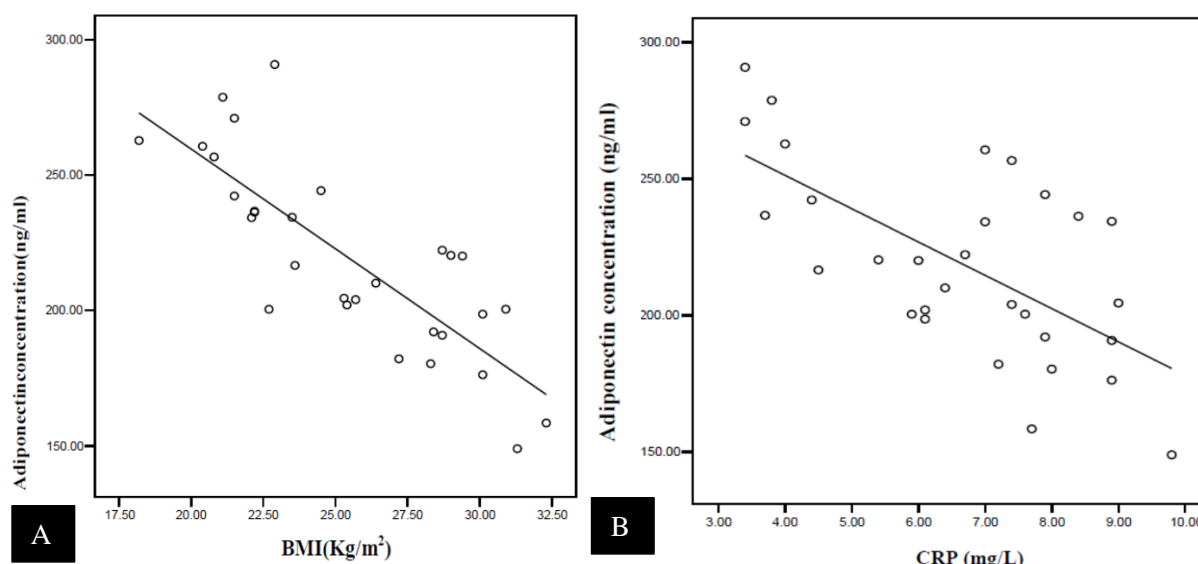 Adiponectinconcentration(ng/ml)
300.00
250.00
200.00
150.00
17.50 20.00 22.50 25.00 27.50 30.00 32.50
BMI(Kg/m²)
A
Adiponectin concentration (ng/ml)
300.00
250.00
200.00
150.00
3.00 4.00 5.00 6.00 7.00 8.00 9.00 10.00
CRP (mg/L)
B